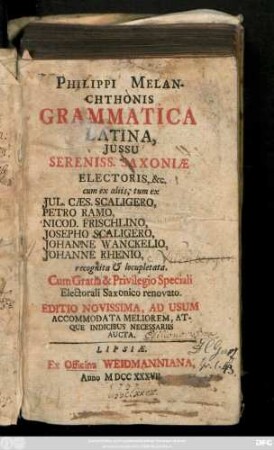 PHILIPPI MELAN-
CHTHONIS
GRAMMATICA
LATINA,
JUSSU
SERENISS. SAXONIÆ
ELECTORIS, &c.
cum ex aliis, tum ex
JUL. CÆS. SCALIGERO,
PETRO RAMO,
NICOD. FRISCHLINO,
JOSEPHO SCALIGERO,
JOHANNE WANCKELIO,
JOHANNE RHENIO,
recognita & locupletata.
Cum Gratia & Privilegio Speciali
Electorali Saxonico renovato.
EDITIO NOVISSIMA, AD USUM
ACCOMMODATA MELIOREM, AT-
QUE INDICIBUS NECESSARIIS
AUCTA.
LIPSIÆ
Ex Officina WEIDMANNIANA,
Anno MDCCXXXVII